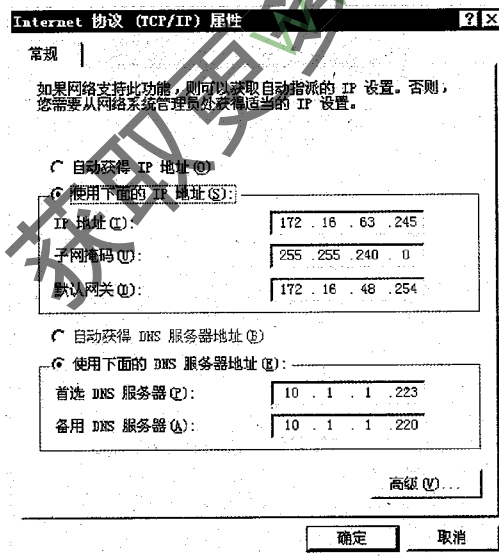 Internet 协议 (TCP/IP) 属性
常规
如果网络支持此功能,则可以获取自动指派的 IP 设置。否则,
您需要从网络系统管理员处获得适当的 IP 设置。
自动获得 IP 地址(O)
使用下面的 IP 地址(S):
IP 地址(I): 172 . 16 . 63 .245
子网掩码(U): 255 .255 .240 . 0
默认网关(D): 172 . 16 . 48 .254
自动获得 DNS 服务器地址(B)
使用下面的 DNS 服务器地址(E):
首选 DNS 服务器(P): 10 . 1 . 1 .223
备用 DNS 服务器(A): 10 . 1 . 1 .220
高级(V)...
确定 取消
获取更多